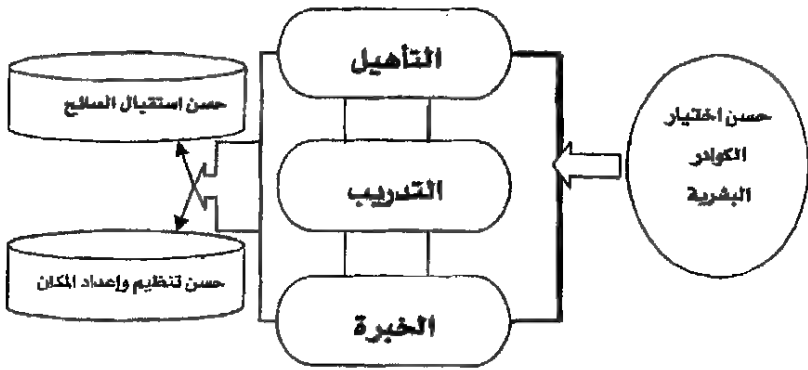 حسن اختيار
الكوادر
البشرية
التأهيل
التدريب
الخبرة
حسن استقبال السائح
حسن تنظيم وإعداد المكان